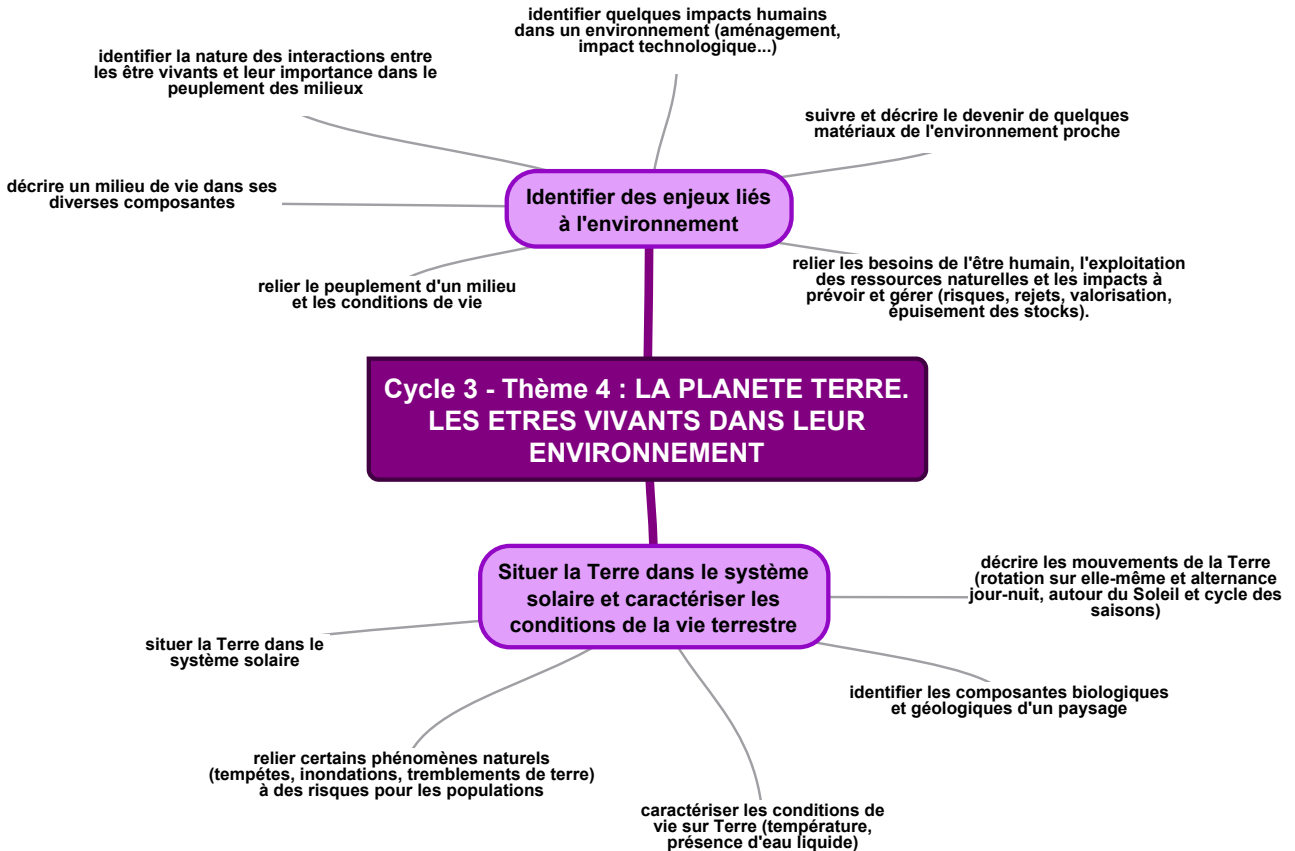 identifier quelques impacts humains
dans un environnement (aménagement,
impact technologique...)
identifier la nature des interactions entre
les être vivants et leur importance dans le
peuplement des milieux
suivre et décrire le devenir de quelques
matériaux de l'environnement proche
décrire un milieu de vie dans ses
diverses composantes
Identifier des enjeux liés
à l'environnement
relier le peuplement d'un milieu
et les conditions de vie
relier les besoins de l'être humain, l'exploitation
des ressources naturelles et les impacts à
prévoir et gérer (risques, rejets, valorisation,
épuisement des stocks).
Cycle 3 - Thème 4 : LA PLANETE TERRE.
LES ETRES VIVANTS DANS LEUR
ENVIRONNEMENT
Situer la Terre dans le système
solaire et caractériser les
conditions de la vie terrestre
décrire les mouvements de la Terre
(rotation sur elle-même et alternance
jour-nuit, autour du Soleil et cycle des
saisons)
situer la Terre dans le
système solaire
identifier les composantes biologiques
et géologiques d'un paysage
relier certains phénomènes naturels
(tempétes, inondations, tremblements de terre)
à des risques pour les populations
caractériser les conditions de
vie sur Terre (température,
présence d'eau liquide)